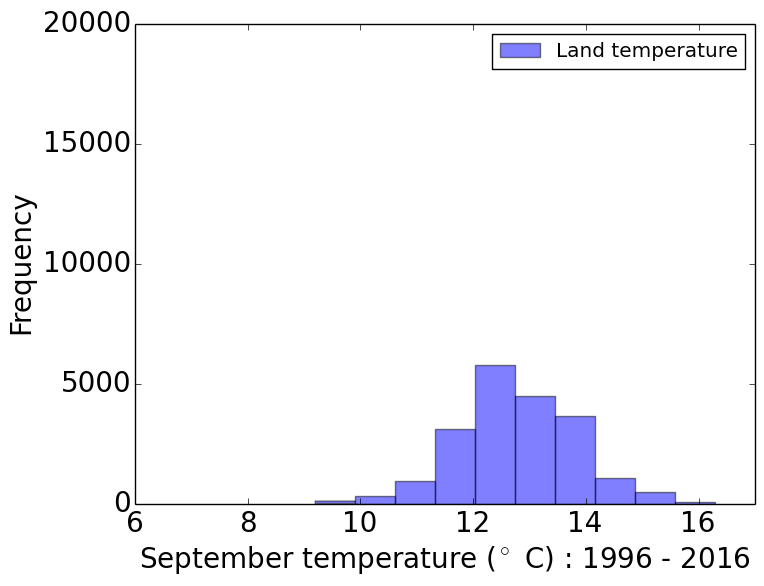 20000
Land temperature
15000
Frequency
10000
5000
0
6 8 10 12 14 16
September temperature (° C) : 1996 - 2016